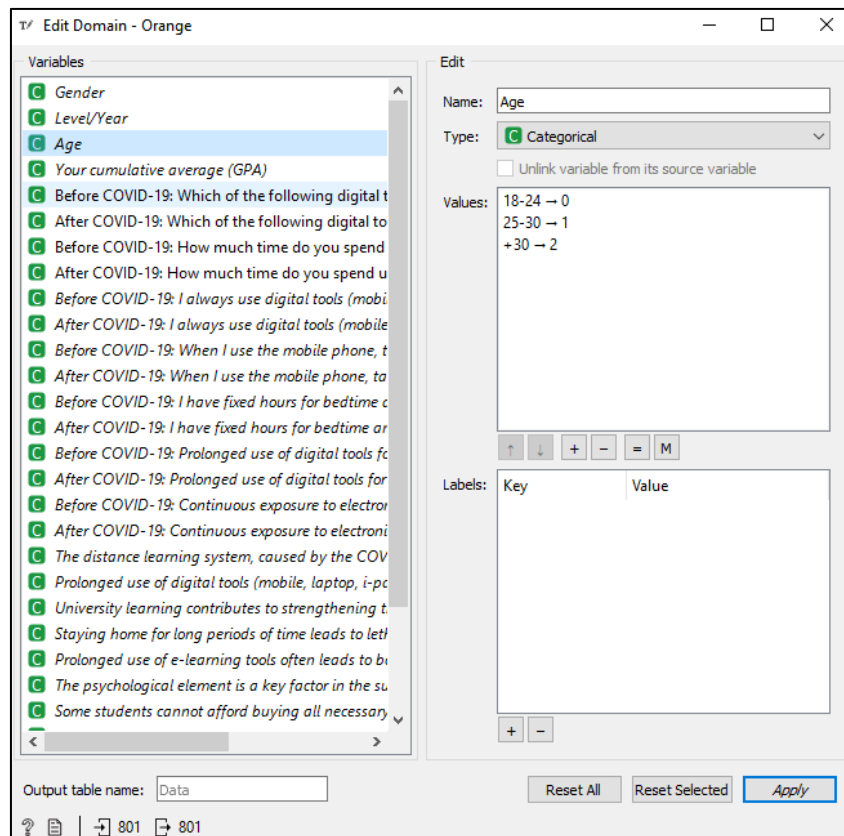 Edit Domain - Orange
Variables
C Gender
C Level/Year
C Age
C Your cumulative average (GPA)
C Before COVID-19: Which of the following digital t
C After COVID-19: Which of the following digital to
C Before COVID-19: How much time do you spend
C After COVID-19: How much time do you spend u
C Before COVID-19: I always use digital tools (mobil
C After COVID-19: I always use digital tools (mobile
C Before COVID-19: When I use the mobile phone, t
C After COVID-19: When I use the mobile phone, ta
C Before COVID-19: I have fixed hours for bedtime a
C After COVID-19: I have fixed hours for bedtime an
C Before COVID-19: Prolonged use of digital tools fo
C After COVID-19: Prolonged use of digital tools for
C Before COVID-19: Continuous exposure to electror
C After COVID-19: Continuous exposure to electroni
C The distance learning system, caused by the COV
C Prolonged use of digital tools (mobile, laptop, i-pa
C University learning contributes to strengthening t
C Staying home for long periods of time leads to leth
C Prolonged use of e-learning tools often leads to bo
C The psychological element is a key factor in the su
C Some students cannot afford buying all necessary
Edit
Name: Age
Type: C Categorical
Unlink variable from its source variable
Values: 18-24 → 0
25-30 → 1
+30 → 2
↑ ↓ + − = M
Labels: Key Value
+ −
Output table name: Data
Reset All Reset Selected Apply
? 801 801